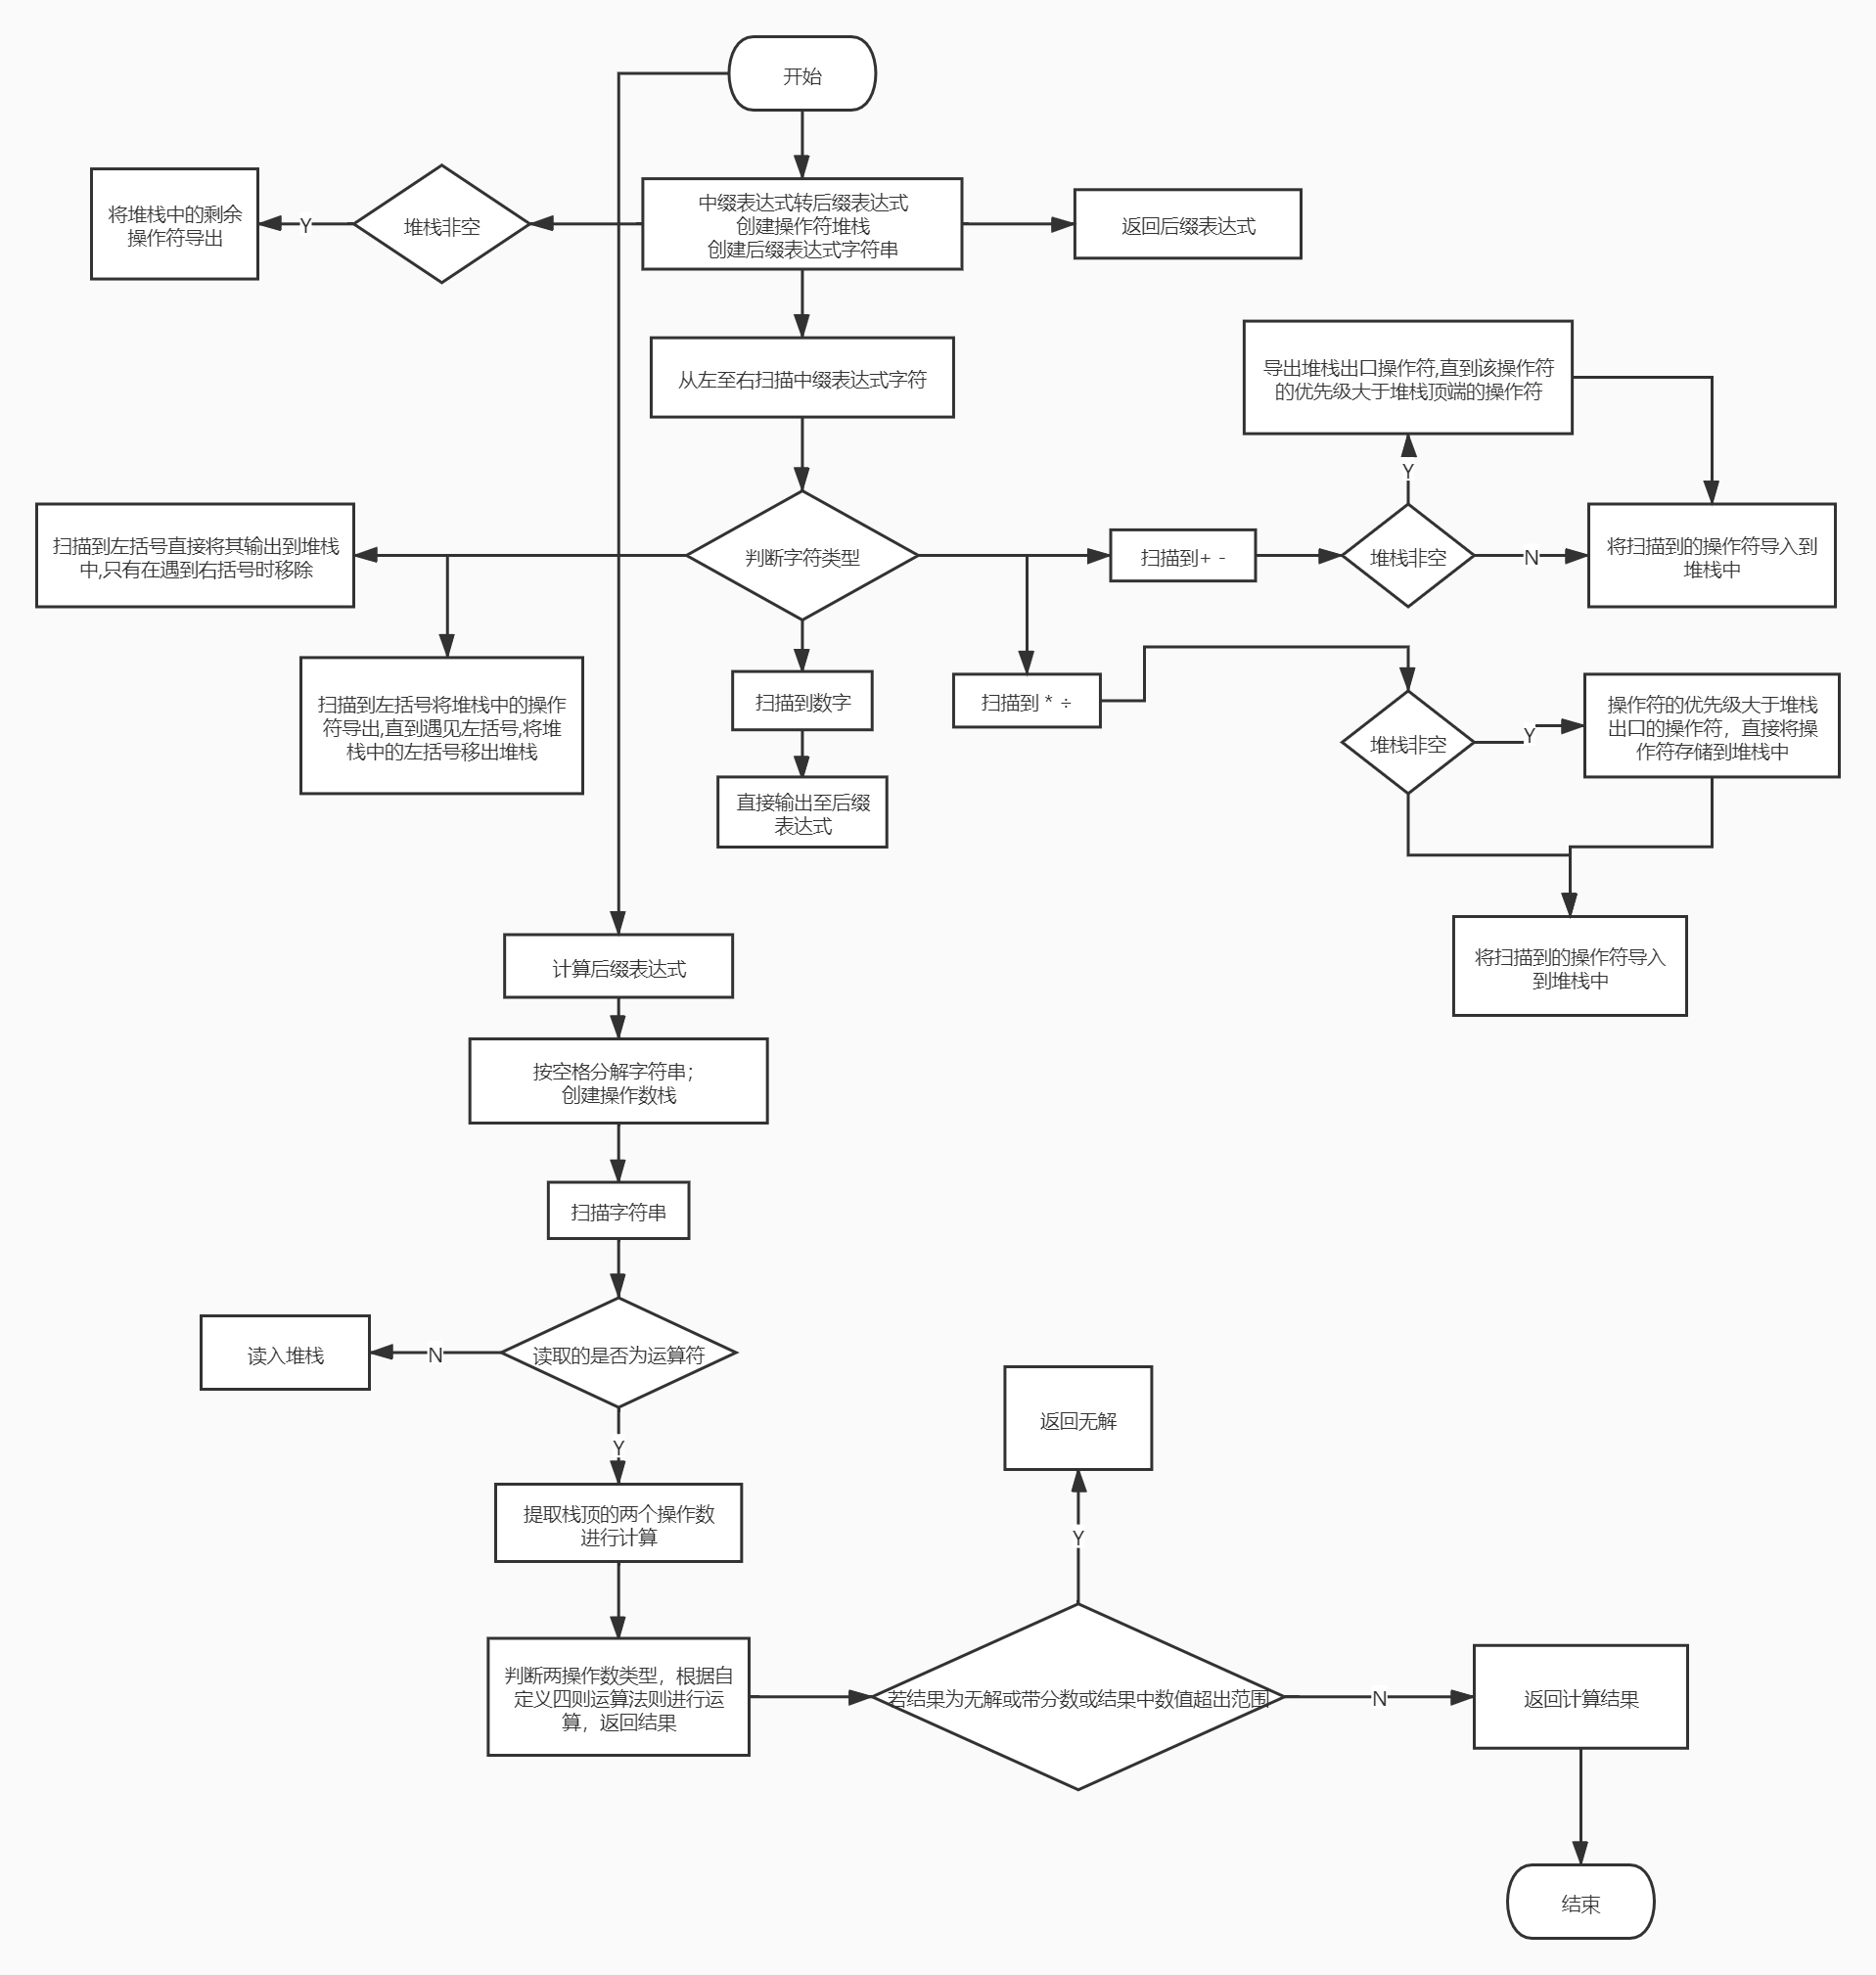 开始
将堆栈中的剩余
操作符导出
Y
堆栈非空
中缀表达式转后缀表达式
创建操作符堆栈
创建后缀表达式字符串
返回后缀表达式
从左至右扫描中缀表达式字符
导出堆栈出口操作符,直到该操作符
的优先级大于堆栈顶端的操作符
Y
扫描到左括号直接将其输出到堆栈
中,只有在遇到右括号时移除
判断字符类型
扫描到+ -
堆栈非空
N
将扫描到的操作符导入到
堆栈中
扫描到左括号将堆栈中的操作
符导出,直到遇见左括号,将堆
栈中的左括号移出堆栈
扫描到数字
扫描到 * ÷
堆栈非空
Y
操作符的优先级大于堆栈
出口的操作符，直接将操
作符存储到堆栈中
直接输出至后缀
表达式
将扫描到的操作符导入
到堆栈中
计算后缀表达式
按空格分解字符串；
创建操作数栈
扫描字符串
读入堆栈
N
读取的是否为运算符
Y
返回无解
提取栈顶的两个操作数
进行计算
Y
判断两操作数类型，根据自
定义四则运算法则进行运
算，返回结果
若结果为无解或带分数或结果中数值超出范围
N
返回计算结果
结束